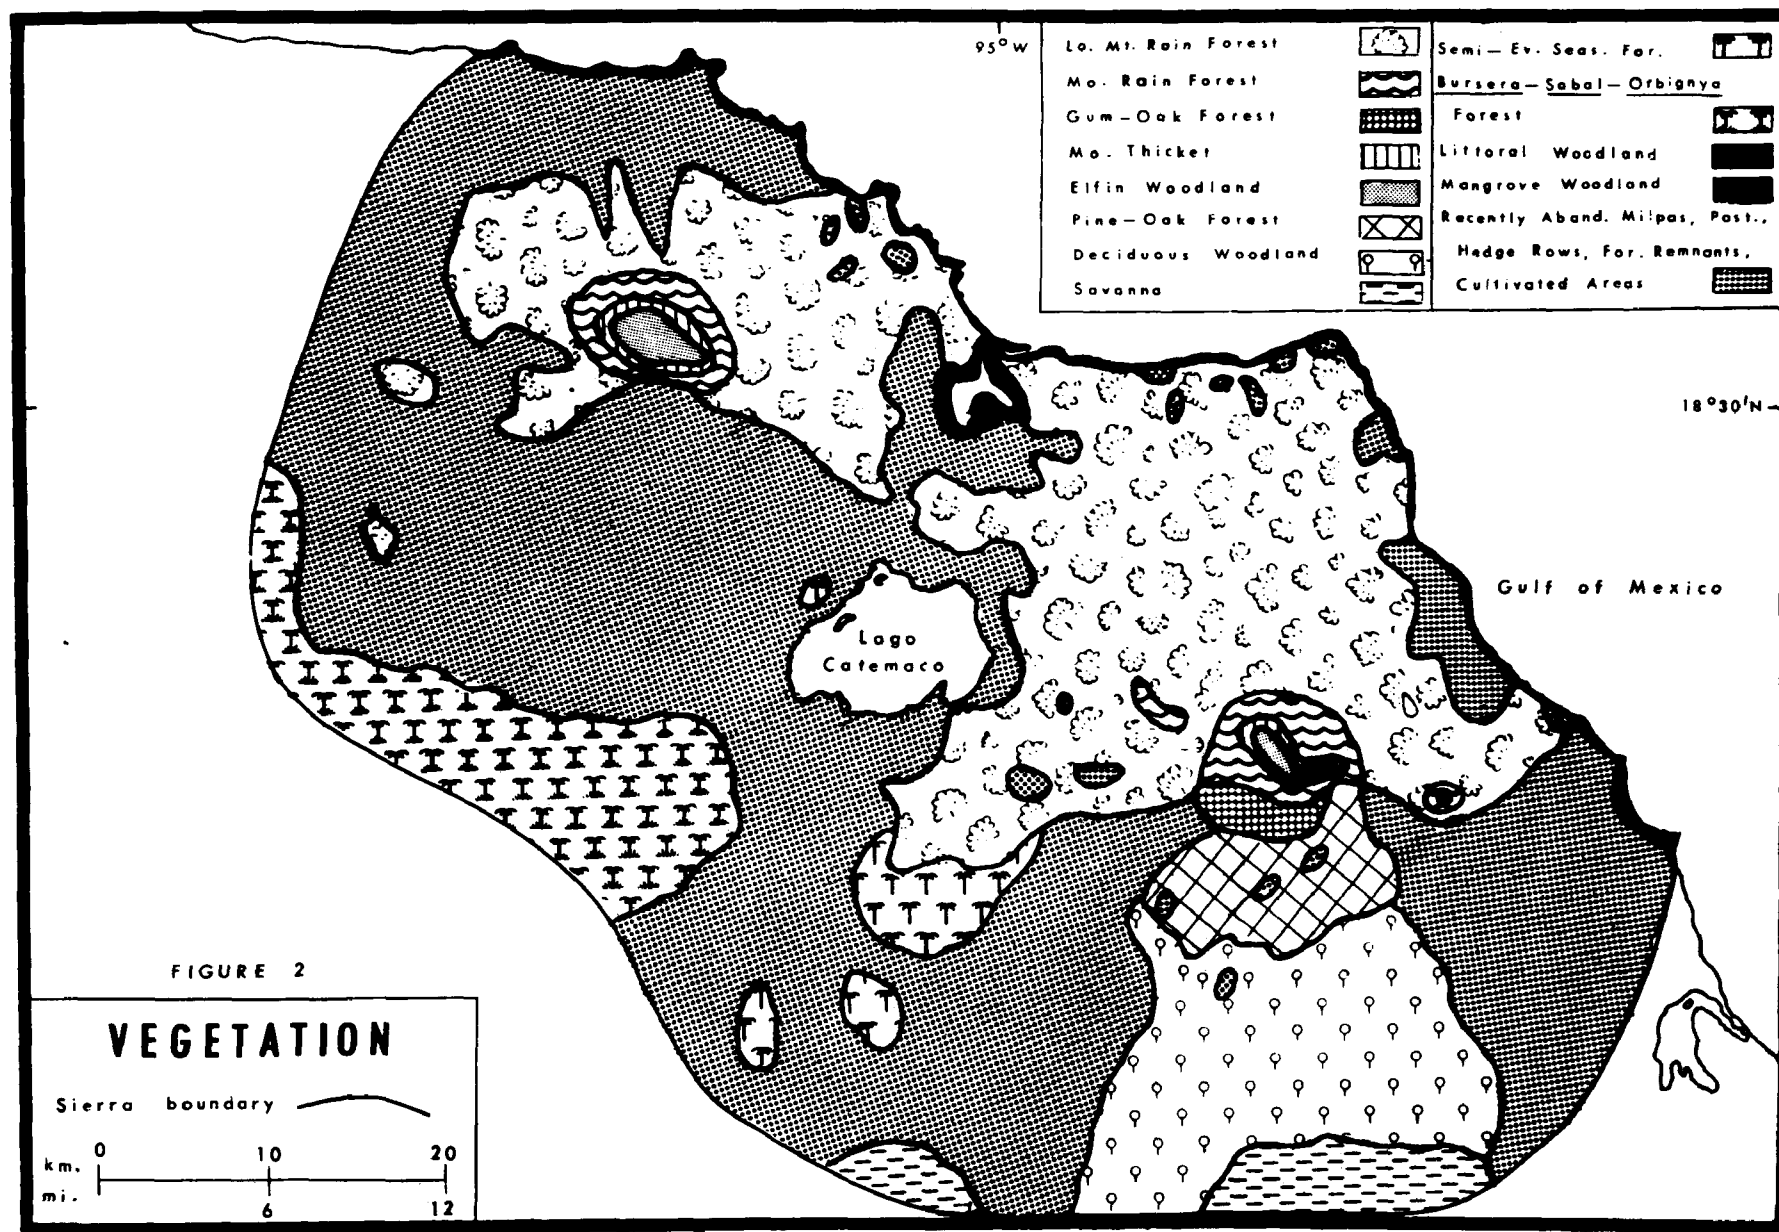 95° W
Lo. Mt. Rain Forest
Mo. Rain Forest
Gum—Oak Forest
Mo. Thicket
Elfin Woodland
Pine—Oak Forest
Deciduous Woodland
Savanna
Semi—Ev. Seas. For.
Bursera—Sabal—Orbignya
Forest
Littoral Woodland
Mangrove Woodland
Recently Aband. Milpas, Past.,
Hedge Rows, For. Remnants,
Cultivated Areas
18°30'N
Gulf of Mexico
Lago
Catemaco
FIGURE 2
VEGETATION
Sierra boundary
km. 0 10 20
mi. 6 12